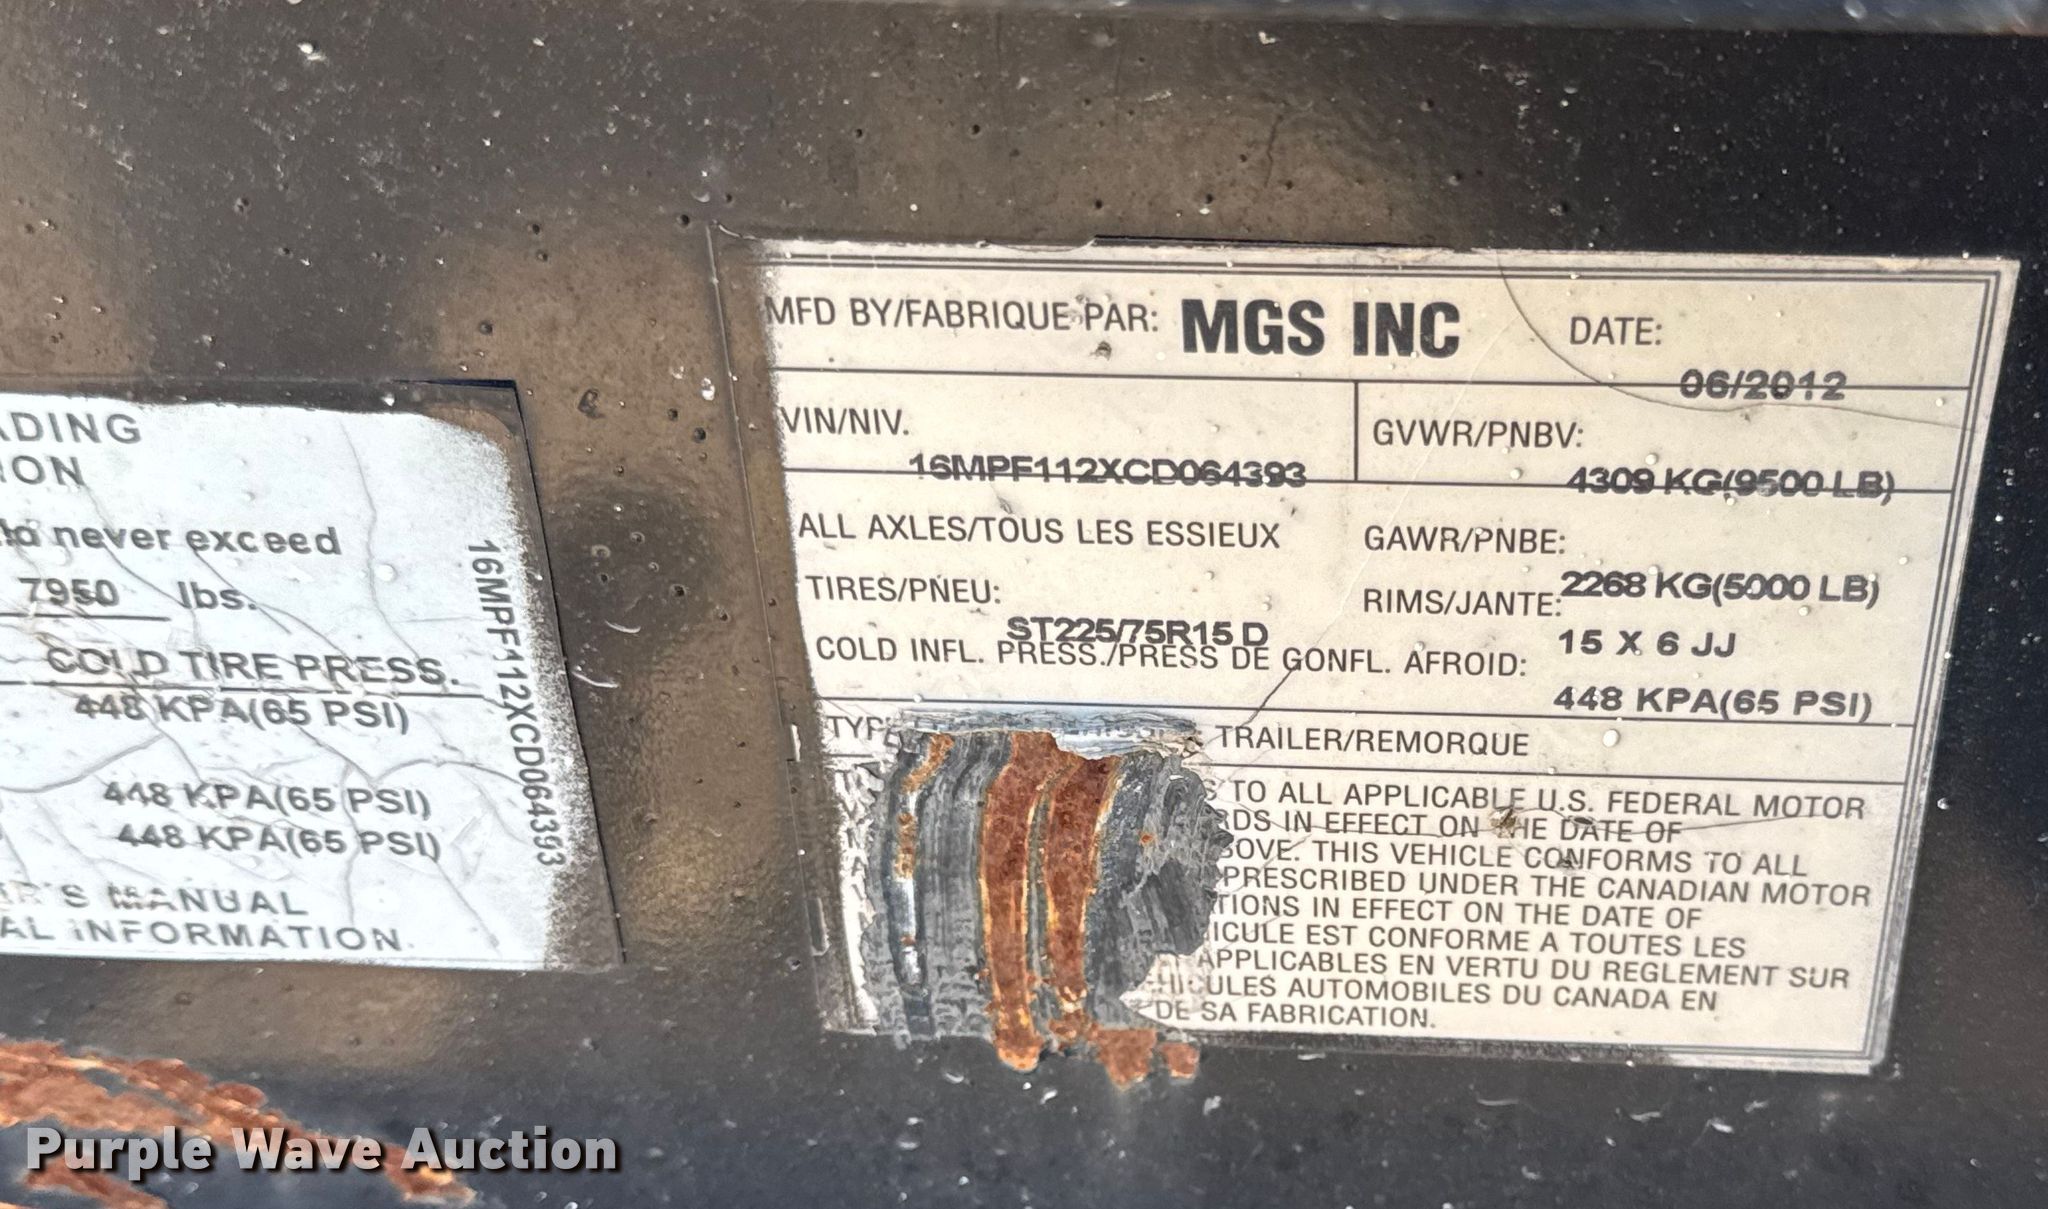 ADING
ION
to never exceed
7950 lbs.
COLD TIRE PRESS.
448 KPA(65 PSI)
448 KPA(65 PSI)
448 KPA(65 PSI)
R'S MANUAL
AL INFORMATION.
16MPF112XCD064393
MFD BY/FABRIQUE PAR: MGS INC DATE:
06/2012
VIN/NIV. GVWR/PNBV:
16MPF112XCD064393 4309 KG(9500 LB)
ALL AXLES/TOUS LES ESSIEUX GAWR/PNBE:
2268 KG(5000 LB)
TIRES/PNEU: RIMS/JANTE:
ST225/75R15 D 15 X 6 JJ
COLD INFL. PRESS./PRESS DE GONFL. AFROID:
448 KPA(65 PSI)
TYPE TRAILER/REMORQUE
S TO ALL APPLICABLE U.S. FEDERAL MOTOR
RDS IN EFFECT ON THE DATE OF
BOVE. THIS VEHICLE CONFORMS TO ALL
PRESCRIBED UNDER THE CANADIAN MOTOR
TIONS IN EFFECT ON THE DATE OF
HICULE EST CONFORME A TOUTES LES
APPLICABLES EN VERTU DU REGLEMENT SUR
EHICULES AUTOMOBILES DU CANADA EN
DE SA FABRICATION.
Purple Wave Auction